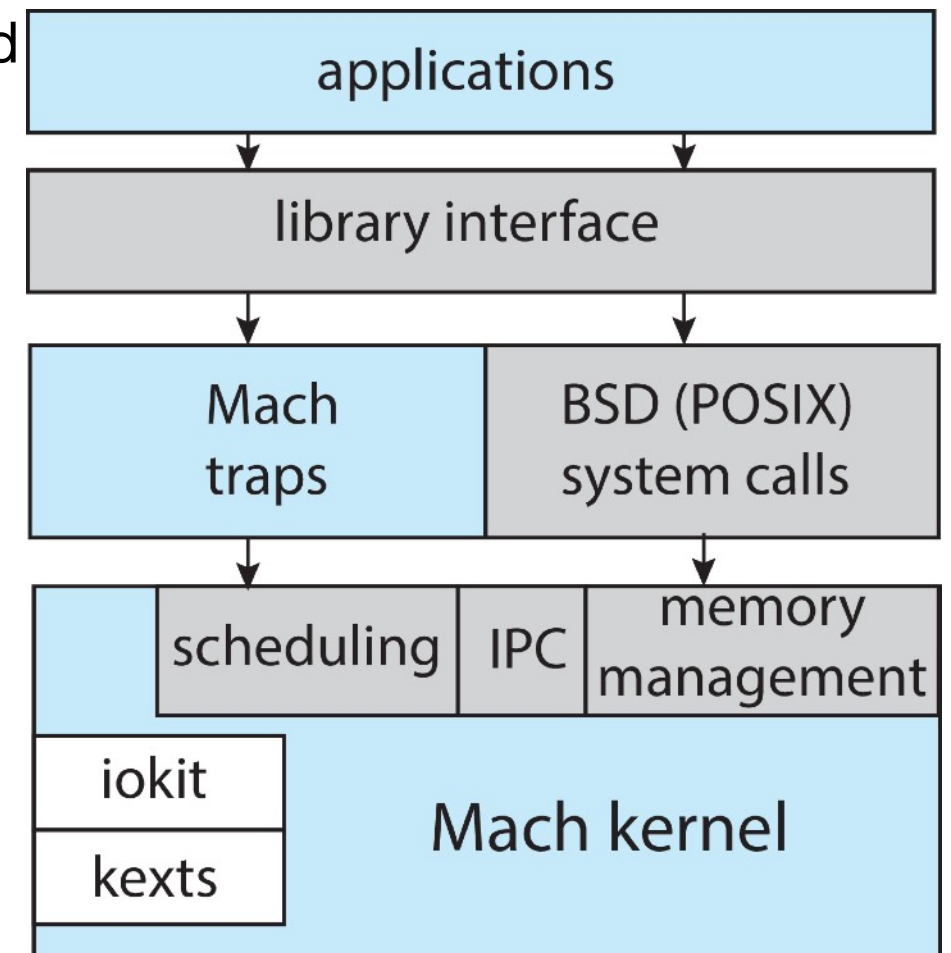 d
applications
library interface
Mach
traps
BSD (POSIX)
system calls
scheduling
IPC
memory
management
iokit
kexts
Mach kernel